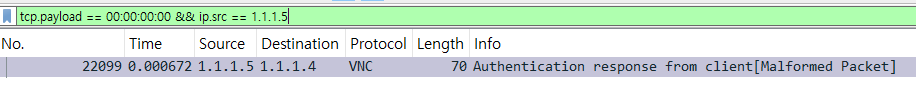 tcp.payload == 00:00:00:00 && ip.src == 1.1.1.5
No. Time Source Destination Protocol Length Info
22099 0.000672 1.1.1.5 1.1.1.4 VNC 70 Authentication response from client[Malformed Packet]